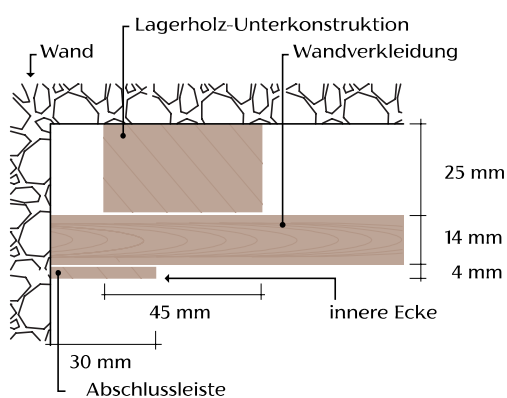 Lagerholz-Unterkonstruktion
Wand
Wandverkleidung
25 mm
14 mm
4 mm
45 mm
innere Ecke
30 mm
Abschlussleiste